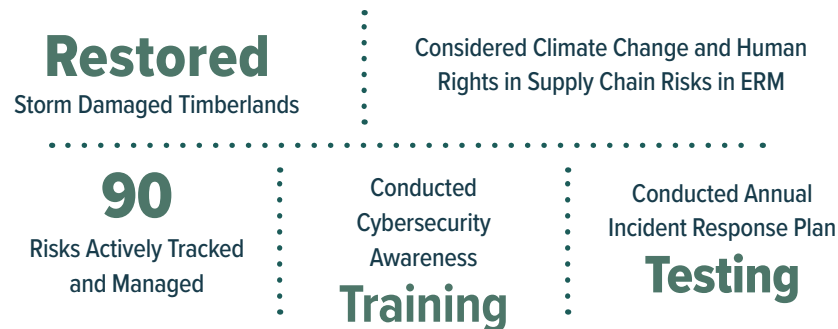 Restored
Storm Damaged Timberlands
Considered Climate Change and Human
Rights in Supply Chain Risks in ERM
90
Risks Actively Tracked
and Managed
Conducted
Cybersecurity
Awareness
Training
Conducted Annual
Incident Response Plan
Testing